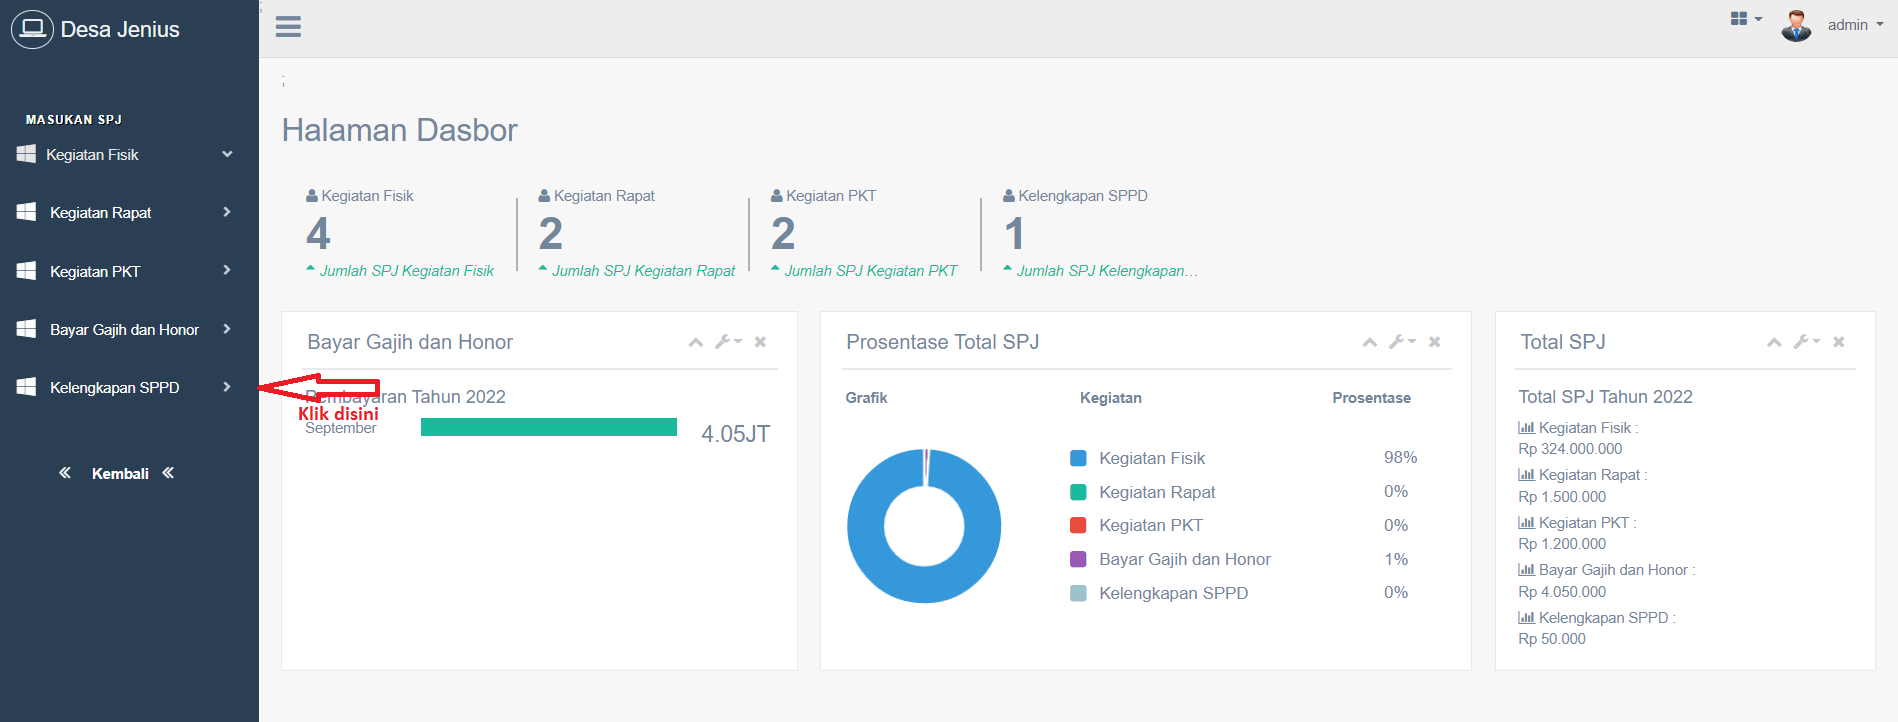 Desa Jenius
admin
MASUKAN SPJ
Kegiatan Fisik
Kegiatan Rapat
Kegiatan PKT
Bayar Gajih dan Honor
Kelengkapan SPPD
Kembali
;
;
Halaman Dasbor
Kegiatan Fisik
4
Jumlah SPJ Kegiatan Fisik
Kegiatan Rapat
2
Jumlah SPJ Kegiatan Rapat
Kegiatan PKT
2
Jumlah SPJ Kegiatan PKT
Kelengkapan SPPD
1
Jumlah SPJ Kelengkapan...
Bayar Gajih dan Honor
Pembayaran Tahun 2022
Klik disini
September 4.05JT
Prosentase Total SPJ
Grafik Kegiatan Prosentase
Kegiatan Fisik 98%
Kegiatan Rapat 0%
Kegiatan PKT 0%
Bayar Gajih dan Honor 1%
Kelengkapan SPPD 0%
Total SPJ
Total SPJ Tahun 2022
Kegiatan Fisik :
Rp 324.000.000
Kegiatan Rapat :
Rp 1.500.000
Kegiatan PKT :
Rp 1.200.000
Bayar Gajih dan Honor :
Rp 4.050.000
Kelengkapan SPPD :
Rp 50.000